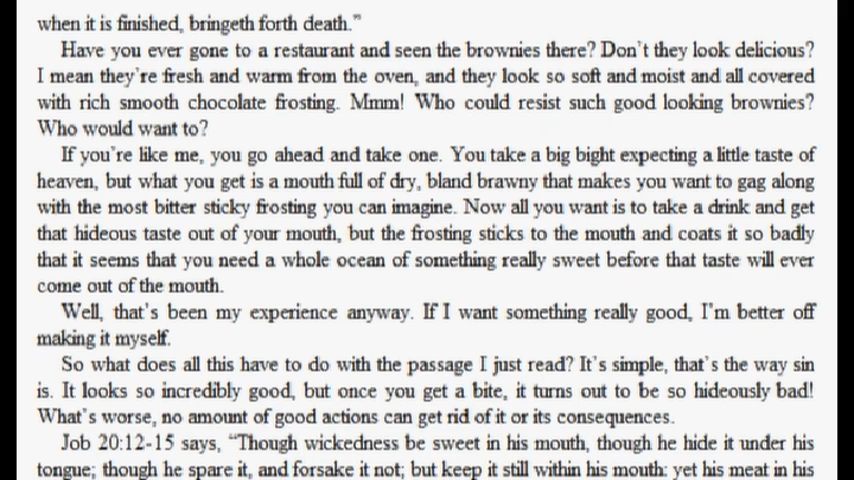 when it is finished, bringeth forth death."
Have you ever gone to a restaurant and seen the brownies there? Don't they look delicious?
I mean they're fresh and warm from the oven, and they look so soft and moist and all covered
with rich smooth chocolate frosting. Mmm! Who could resist such good looking brownies?
Who would want to?
If you're like me, you go ahead and take one. You take a big bight expecting a little taste of
heaven, but what you get is a mouth full of dry, bland brawny that makes you want to gag along
with the most bitter sticky frosting you can imagine. Now all you want is to take a drink and get
that hideous taste out of your mouth, but the frosting sticks to the mouth and coats it so badly
that it seems that you need a whole ocean of something really sweet before that taste will ever
come out of the mouth.
Well, that's been my experience anyway. If I want something really good, I'm better off
making it myself.
So what does all this have to do with the passage I just read? It's simple, that's the way sin
is. It looks so incredibly good, but once you get a bite, it turns out to be so hideously bad!
What's worse, no amount of good actions can get rid of it or its consequences.
Job 20:12-15 says, "Though wickedness be sweet in his mouth, though he hide it under his
tongue; though he spare it, and forsake it not; but keep it still within his mouth: yet his meat in his